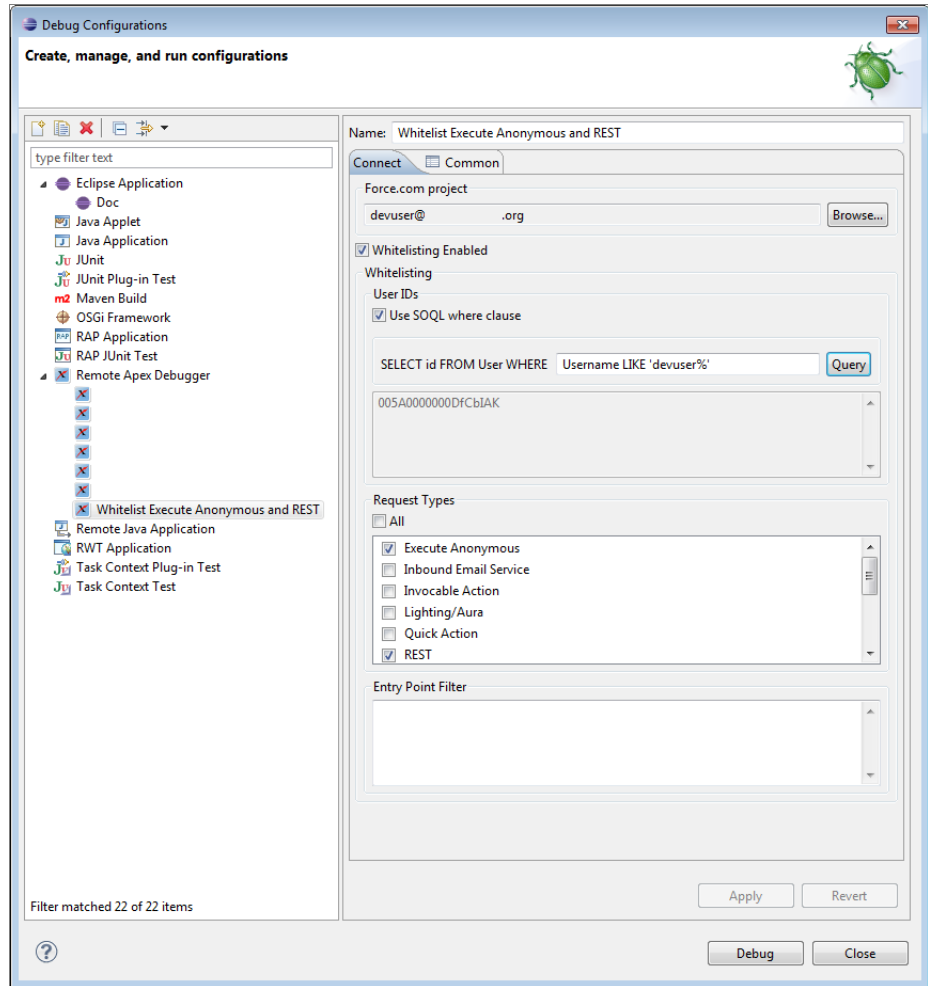 Debug Configurations
Create, manage, and run configurations
type filter text
Eclipse Application
Doc
Java Applet
Java Application
JUnit
JUnit Plug-in Test
m2 Maven Build
OSGi Framework
RAP Application
RAP JUnit Test
Remote Apex Debugger
Whitelist Execute Anonymous and REST
Remote Java Application
RWT Application
Task Context Plug-in Test
Task Context Test
Filter matched 22 of 22 items
Name: Whitelist Execute Anonymous and REST
Connect Common
Force.com project
devuser@ .org Browse...
Whitelisting Enabled
Whitelisting
User IDs
Use SOQL where clause
SELECT id FROM User WHERE Username LIKE 'devuser%' Query
005A0000000DfCbIAK
Request Types
All
Execute Anonymous
Inbound Email Service
Invocable Action
Lighting/Aura
Quick Action
REST
Entry Point Filter
Apply Revert
Debug Close